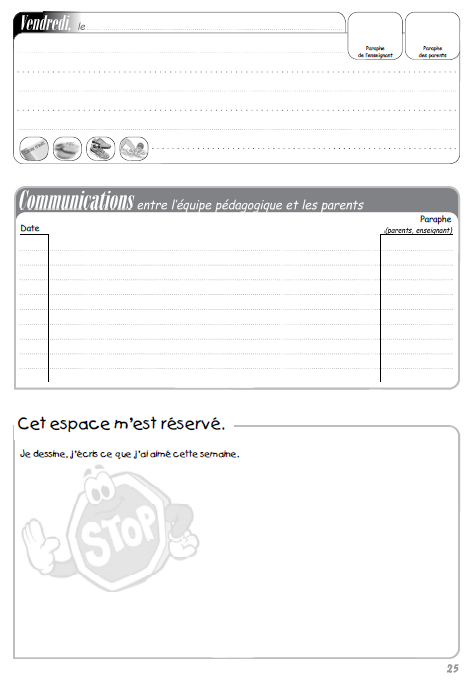 Vendredi, le
Paraphe
de l'enseignant
Paraphe
des parents
Communications entre l'équipe pédagogique et les parents
Date
Paraphe
(parents, enseignant)
Cet espace m'est réservé.
Je dessine, j'écris ce que j'ai aimé cette semaine.
STOP
25